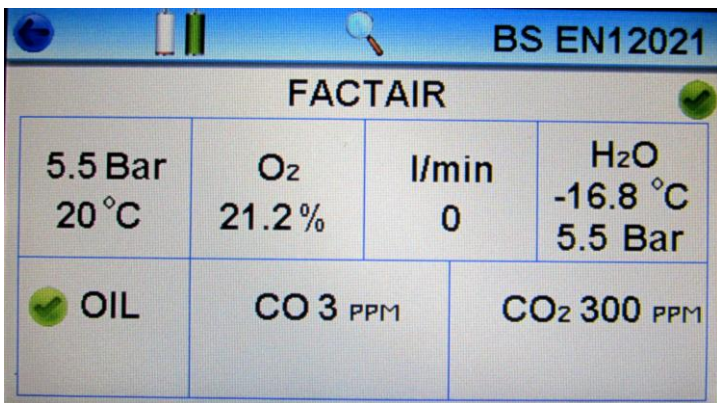 BS EN12021
FACTAIR
5.5 Bar
20°C
O₂
21.2%
l/min
0
H₂O
-16.8 °C
5.5 Bar
OIL
CO 3 PPM
CO₂ 300 PPM